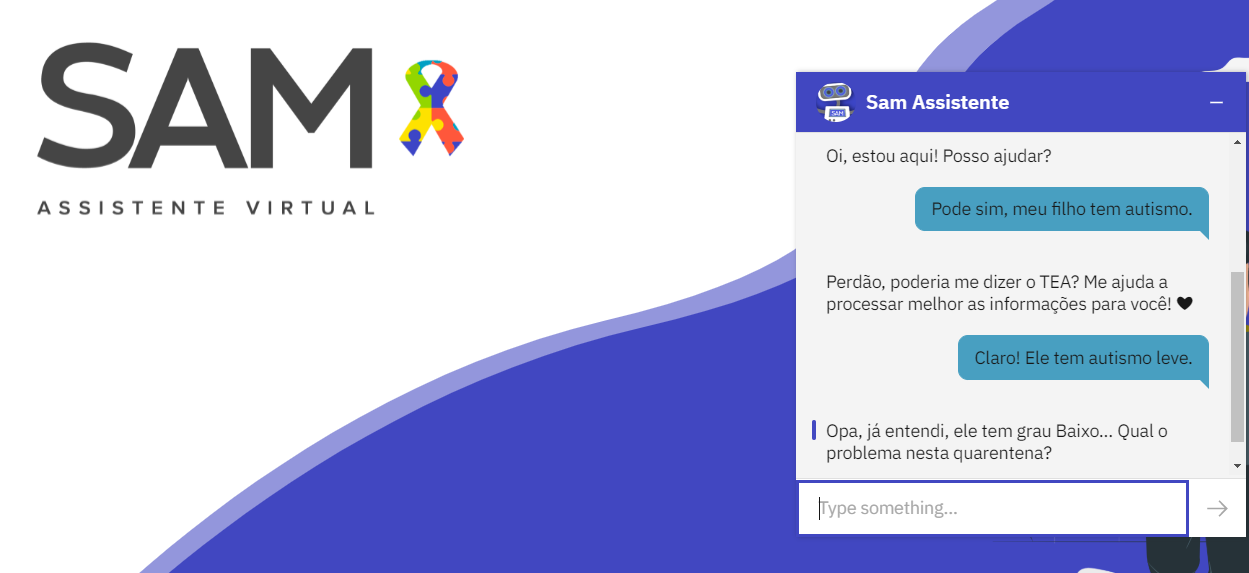 SAM
ASSISTENTE VIRTUAL
SAM
Sam Assistente
Oi, estou aqui! Posso ajudar?
Pode sim, meu filho tem autismo.
Perdão, poderia me dizer o TEA? Me ajuda a
processar melhor as informações para você! 🖤
Claro! Ele tem autismo leve.
Opa, já entendi, ele tem grau Baixo... Qual o
problema nesta quarentena?
Type something...